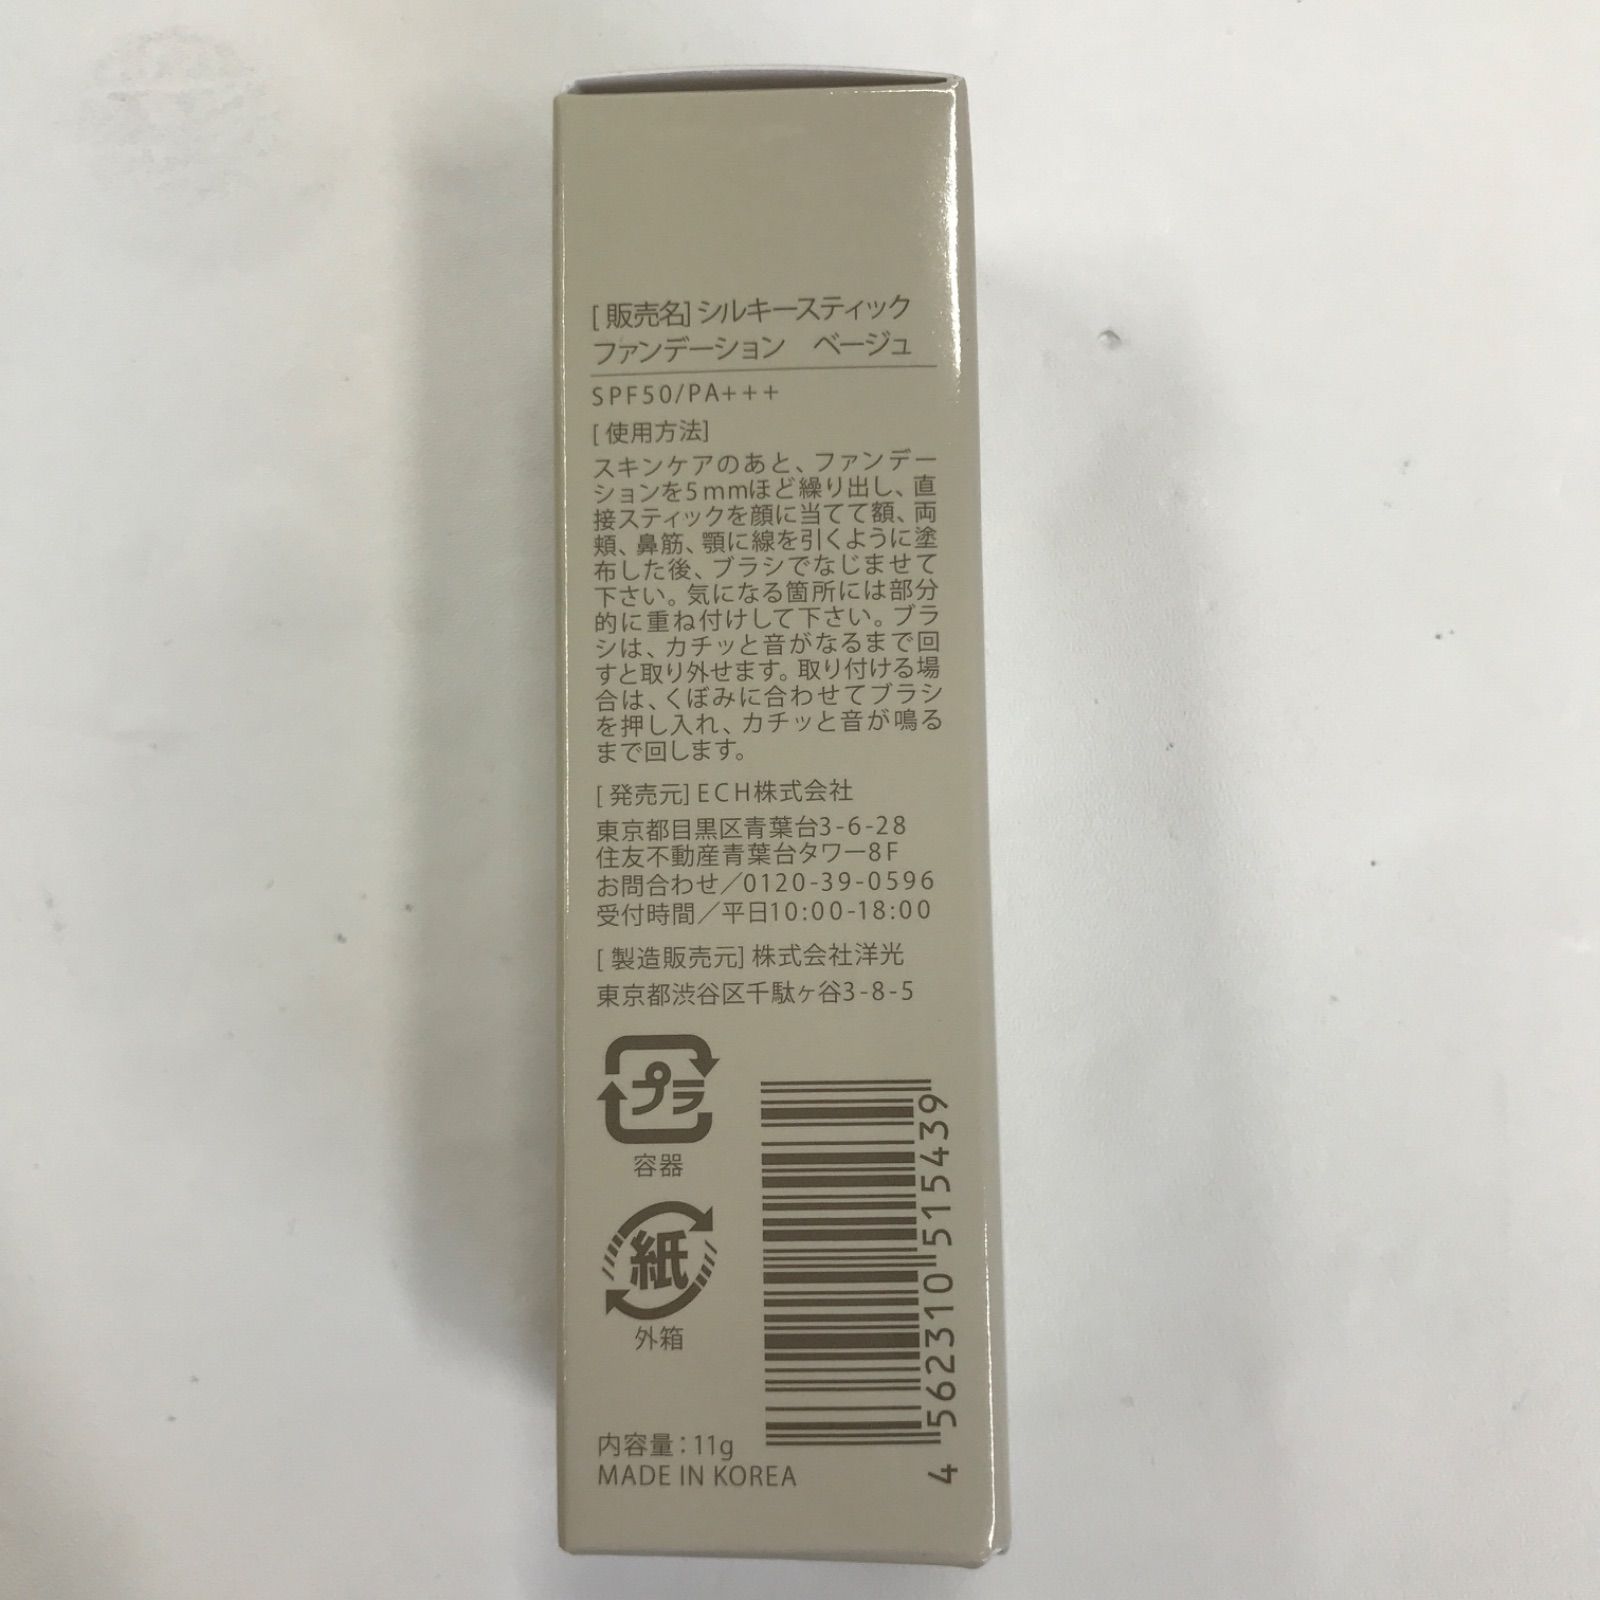 [販売名]シルキースティック
ファンデーション　ベージュ
SPF50/PA+++
[使用方法]
スキンケアのあと、ファンデー
ションを5mmほど繰り出し、直
接スティックを顔に当てて額、両
頬、鼻筋、顎に線を引くように塗
布した後、ブラシでなじませて
下さい。気になる箇所には部分
的に重ね付けして下さい。ブラ
シは、カチッと音がなるまで回
すと取り外せます。取り付ける場
合は、くぼみに合わせてブラシ
を押し入れ、カチッと音が鳴る
まで回します。
[発売元]ECH株式会社
東京都目黒区青葉台3-6-28
住友不動産青葉台タワー8F
お問合わせ／0120-39-0596
受付時間／平日10:00-18:00
[製造販売元]株式会社洋光
東京都渋谷区千駄ヶ谷3-8-5
プラ
容器
紙
外箱
内容量：11g
MADE IN KOREA
4 562310 515439